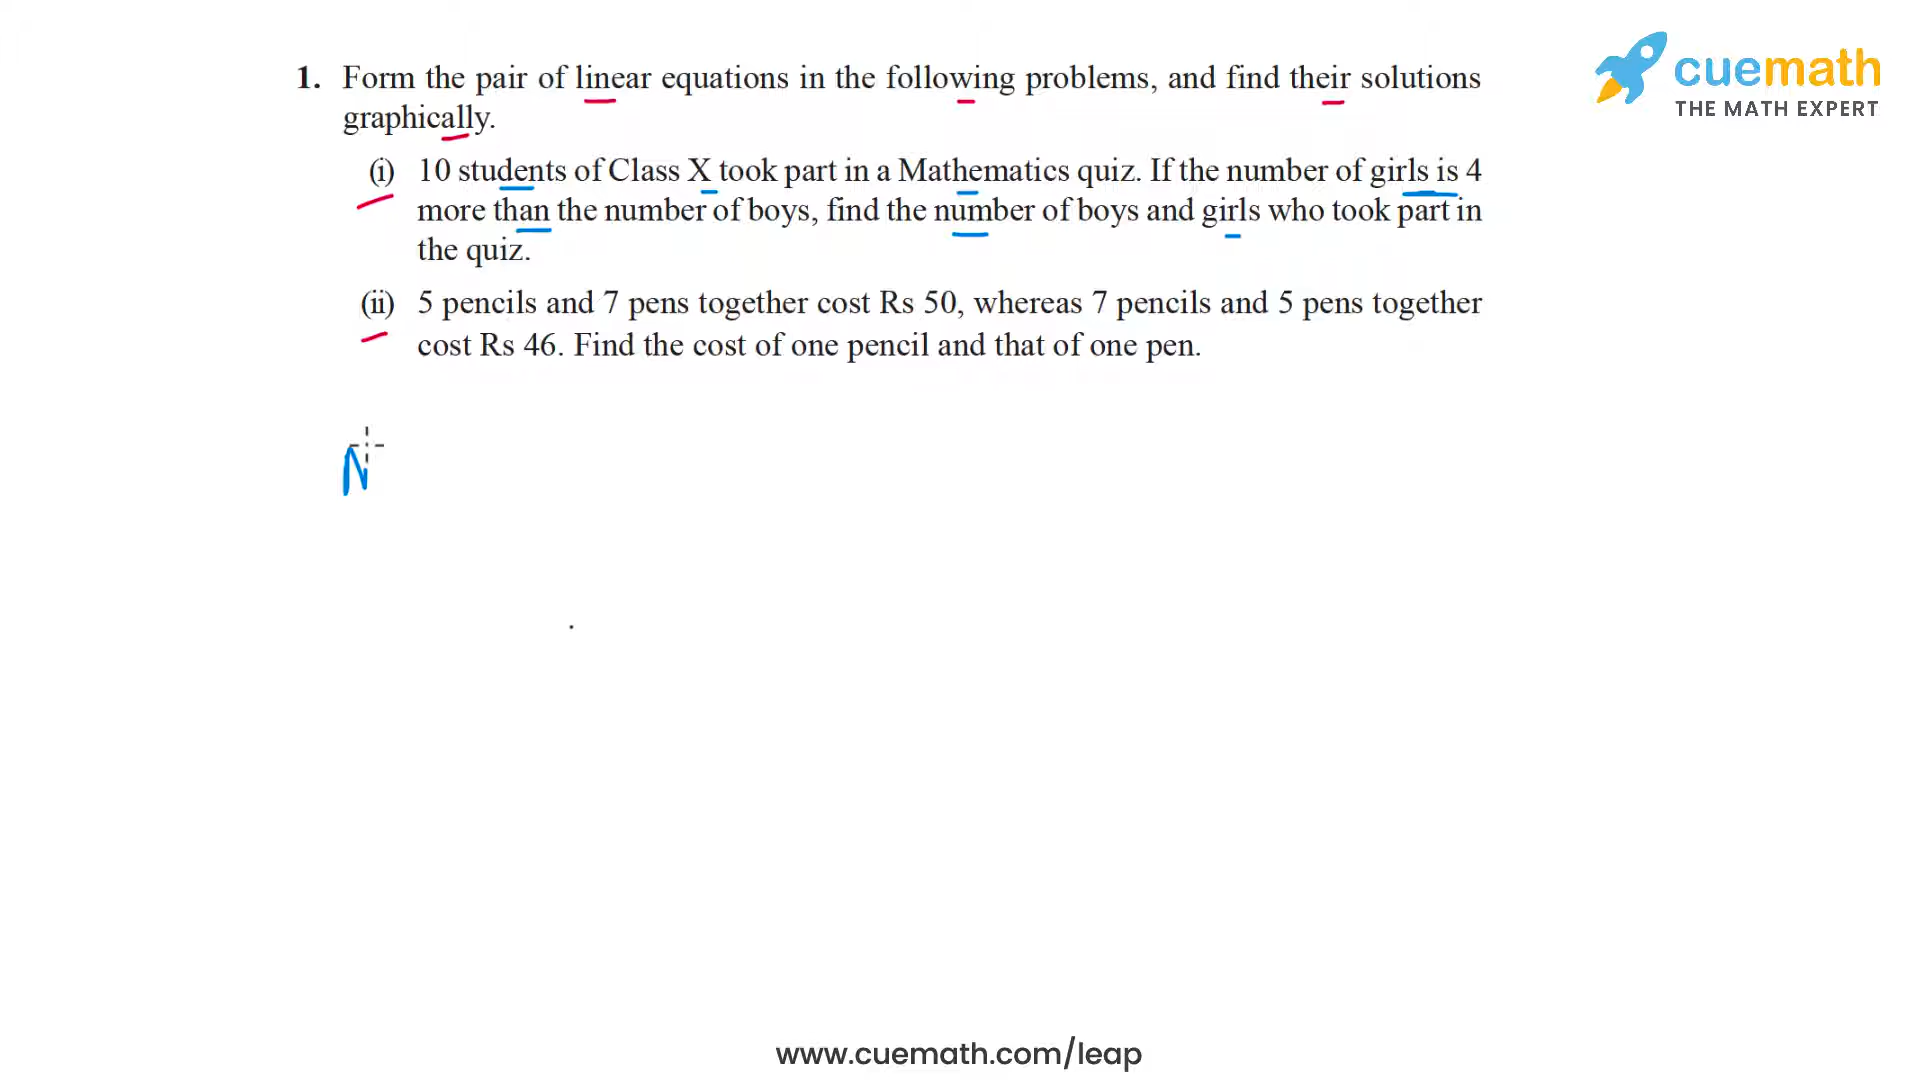 1. Form the pair of linear equations in the following problems, and find their solutions
graphically.
(i) 10 students of Class X took part in a Mathematics quiz. If the number of girls is 4
more than the number of boys, find the number of boys and girls who took part in
the quiz.
(ii) 5 pencils and 7 pens together cost Rs 50, whereas 7 pencils and 5 pens together
cost Rs 46. Find the cost of one pencil and that of one pen.
N
cuemath
THE MATH EXPERT
www.cuemath.com/leap